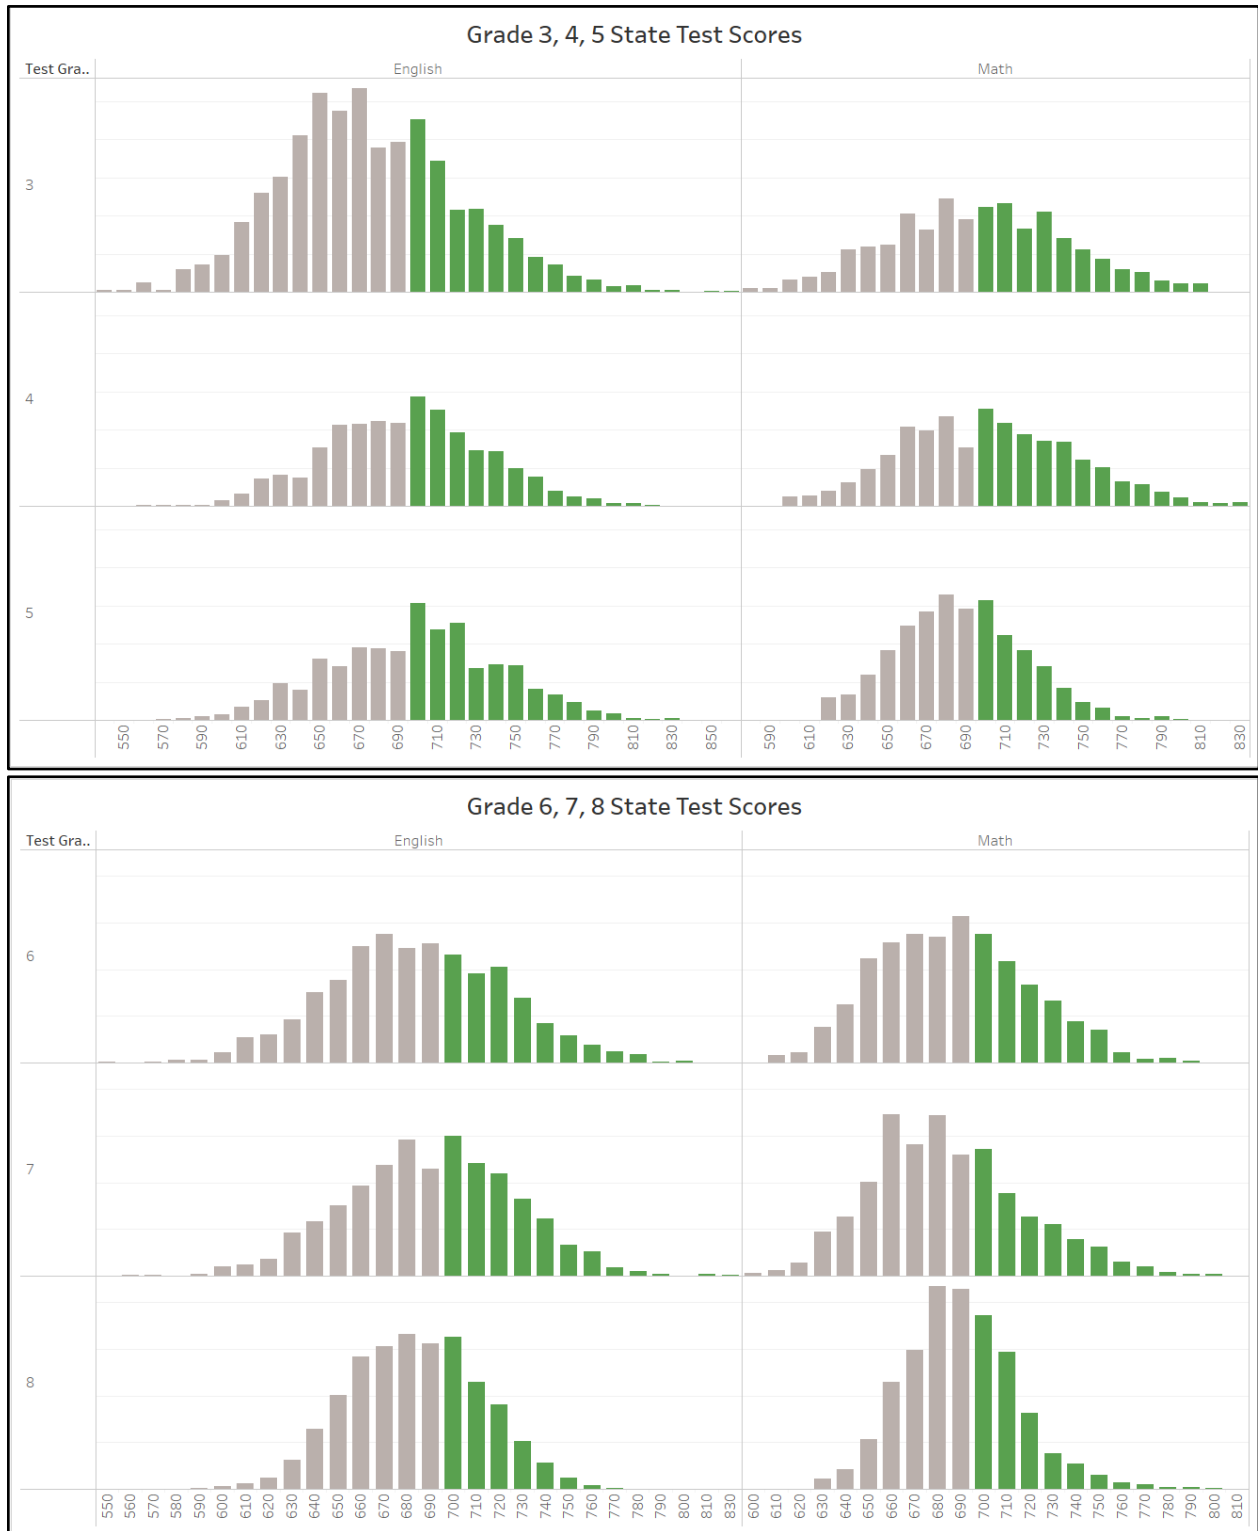 Grade 3, 4, 5 State Test Scores
Test Gra.. English Math
3
4
5
550 570 590 610 630 650 670 690 710 730 750 770 790 810 830 850 590 610 630 650 670 690 710 730 750 770 790 810 830
Grade 6, 7, 8 State Test Scores
Test Gra.. English Math
6
7
8
550 560 570 580 590 600 610 620 630 640 650 660 670 680 690 700 710 720 730 740 750 760 770 780 790 800 810 830 600 610 620 630 640 650 660 670 680 690 700 710 720 730 740 750 760 770 780 790 800 810